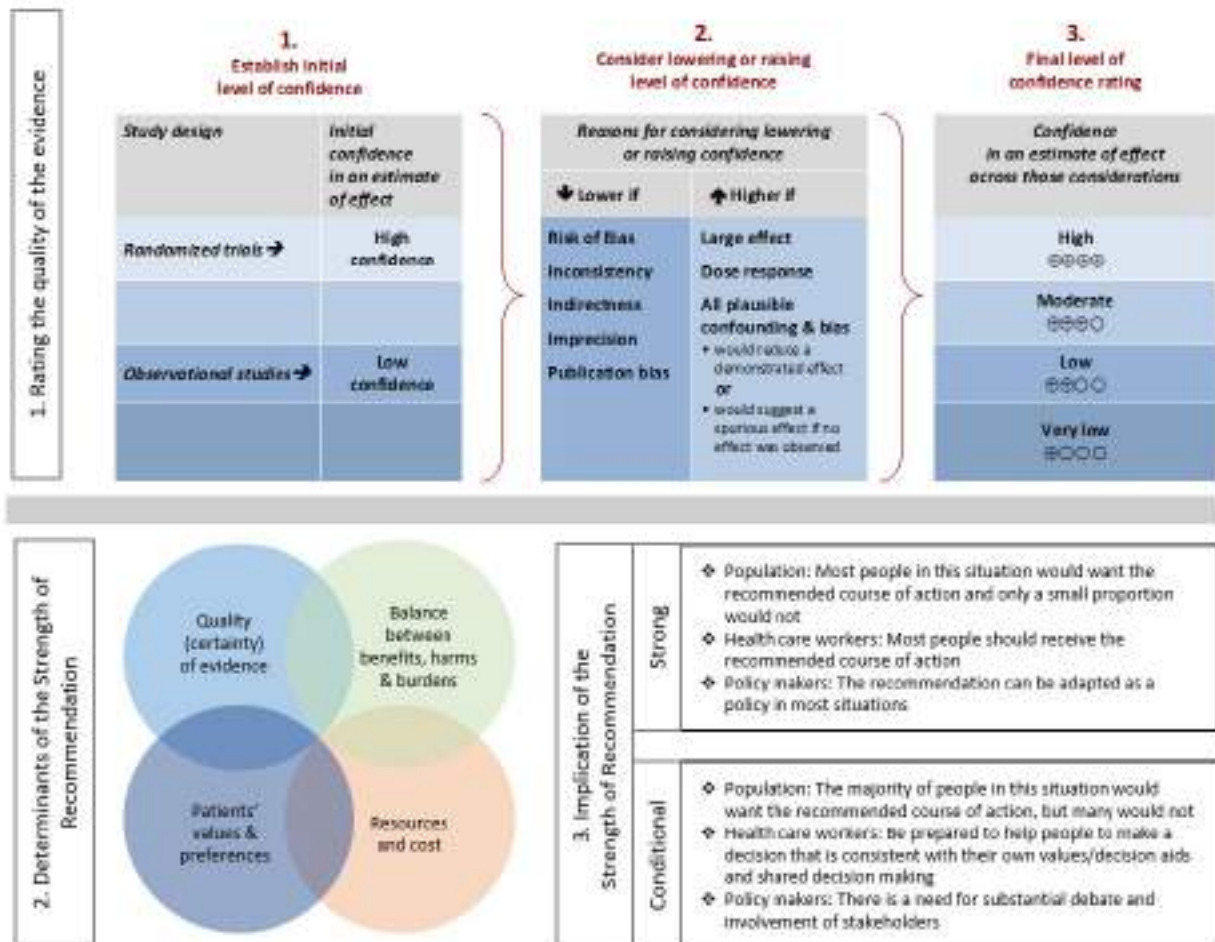 1. Rating the quality of the evidence
1.
Establish initial
level of confidence
Study design
Initial
confidence
in an estimate
of effect
Randomized trials ➔
High
confidence
Observational studies ➔
Low
confidence
2.
Consider lowering or raising
level of confidence
Reasons for considering lowering
or raising confidence
🡇 Lower if
🡅 Higher if
Risk of Bias
Inconsistency
Indirectness
Imprecision
Publication bias
Large effect
Dose response
All plausible
confounding & bias
• would reduce a
demonstrated effect
or
• would suggest a
spurious effect if no
effect was observed
3.
Final level of
confidence rating
Confidence
in an estimate of effect
across those considerations
High
⊕⊕⊕⊕
Moderate
⊕⊕⊕○
Low
⊕⊕○○
Very low
⊕○○○
2. Determinants of the Strength of
Recommendation
Quality
(certainty)
of evidence
Balance
between
benefits, harms
& burdens
Patients'
values &
preferences
Resources
and cost
3. Implication of the
Strength of Recommendation
Strong
❖ Population: Most people in this situation would want the
recommended course of action and only a small proportion
would not
❖ Health care workers: Most people should receive the
recommended course of action
❖ Policy makers: The recommendation can be adapted as a
policy in most situations
Conditional
❖ Population: The majority of people in this situation would
want the recommended course of action, but many would not
❖ Health care workers: Be prepared to help people to make a
decision that is consistent with their own values/decision aids
and shared decision making
❖ Policy makers: There is a need for substantial debate and
involvement of stakeholders